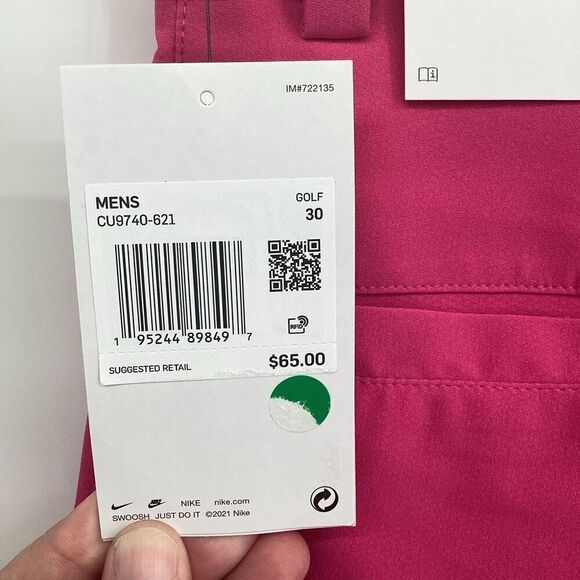 IM#722135
MENS GOLF
CU9740-621 30
1 95244 89849 7
RFID
SUGGESTED RETAIL $65.00
NIKE nike.com
SWOOSH JUST DO IT ©2021 Nike